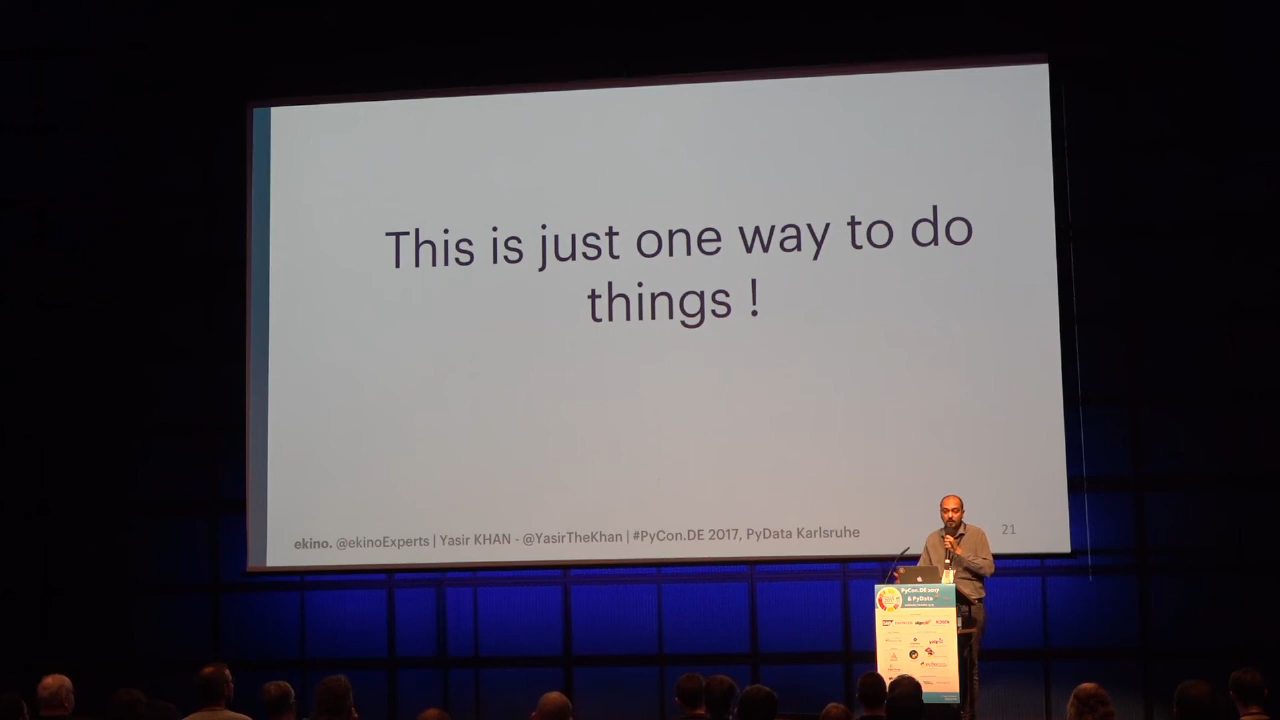 This is just one way to do
things !
ekino. @ekinoExperts | Yasir KHAN - @YasirTheKhan | #PyCon.DE 2017, PyData Karlsruhe
21
PyCon.DE 2017
& PyData